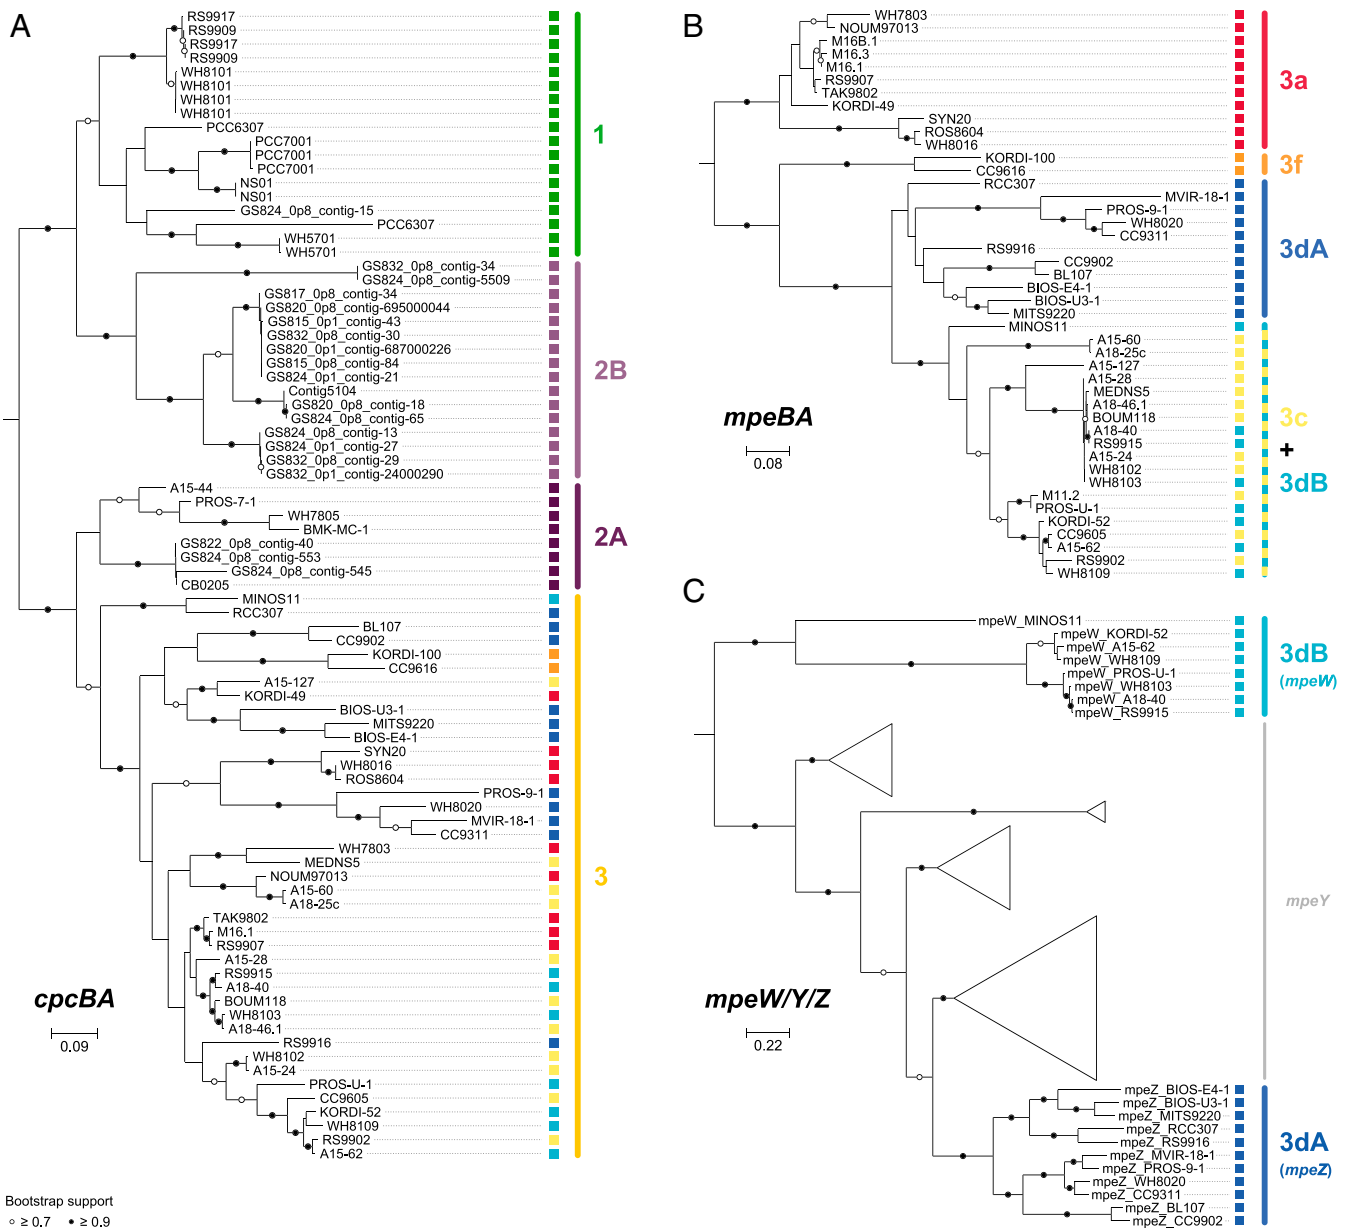 A
RS9917
RS9909
RS9917
RS9909
WH8101
WH8101
WH8101
WH8101
PCC6307
PCC7001
PCC7001
PCC7001
NS01
NS01
GS824_0p8_contig-15
PCC6307
WH5701
WH5701
1
GS832_0p8_contig-34
GS824_0p8_contig-5509
GS817_0p8_contig-34
GS820_0p8_contig-695000044
GS815_0p1_contig-43
GS832_0p8_contig-30
GS820_0p1_contig-687000226
GS815_0p8_contig-84
GS824_0p1_contig-21
Contig5104
GS820_0p8_contig-18
GS824_0p8_contig-65
GS824_0p8_contig-13
GS824_0p1_contig-27
GS832_0p8_contig-29
GS832_0p1_contig-24000290
2B
A15-44
PROS-7-1
WH7805
BMK-MC-1
GS822_0p8_contig-40
GS824_0p8_contig-553
GS824_0p8_contig-545
CB0205
2A
MINOS11
RCC307
BL107
CC9902
KORDI-100
CC9616
A15-127
KORDI-49
BIOS-U3-1
MITS9220
BIOS-E4-1
SYN20
WH8016
ROS8604
PROS-9-1
WH8020
MVIR-18-1
CC9311
WH7803
MEDNS5
NOUM97013
A15-60
A18-25c
TAK9802
M16.1
RS9907
A15-28
RS9915
A18-40
BOUM118
WH8103
A18-46.1
RS9916
WH8102
A15-24
PROS-U-1
CC9605
KORDI-52
WH8109
RS9902
A15-62
3
cpcBA
0.09
Bootstrap support
≥ 0.7 ≥ 0.9
B
WH7803
NOUM97013
M16B.1
M16.3
M16.1
RS9907
TAK9802
KORDI-49
SYN20
ROS8604
WH8016
3a
KORDI-100
CC9616
3f
RCC307
MVIR-18-1
PROS-9-1
WH8020
CC9311
RS9916
CC9902
BL107
BIOS-E4-1
BIOS-U3-1
MITS9220
3dA
MINOS11
A15-60
A18-25c
A15-127
A15-28
MEDNS5
A18-46.1
BOUM118
A18-40
RS9915
A15-24
WH8102
WH8103
M11.2
PROS-U-1
KORDI-52
CC9605
A15-62
RS9902
WH8109
3c
+
3dB
mpeBA
0.08
C
mpeW_MINOS11
mpeW_KORDI-52
mpeW_A15-62
mpeW_WH8109
mpeW_PROS-U-1
mpeW_WH8103
mpeW_A18-40
mpeW_RS9915
3dB
(mpeW)
mpeY
mpeW/Y/Z
0.22
mpeZ_BIOS-E4-1
mpeZ_BIOS-U3-1
mpeZ_MITS9220
mpeZ_RCC307
mpeZ_RS9916
mpeZ_MVIR-18-1
mpeZ_PROS-9-1
mpeZ_WH8020
mpeZ_CC9311
mpeZ_BL107
mpeZ_CC9902
3dA
(mpeZ)